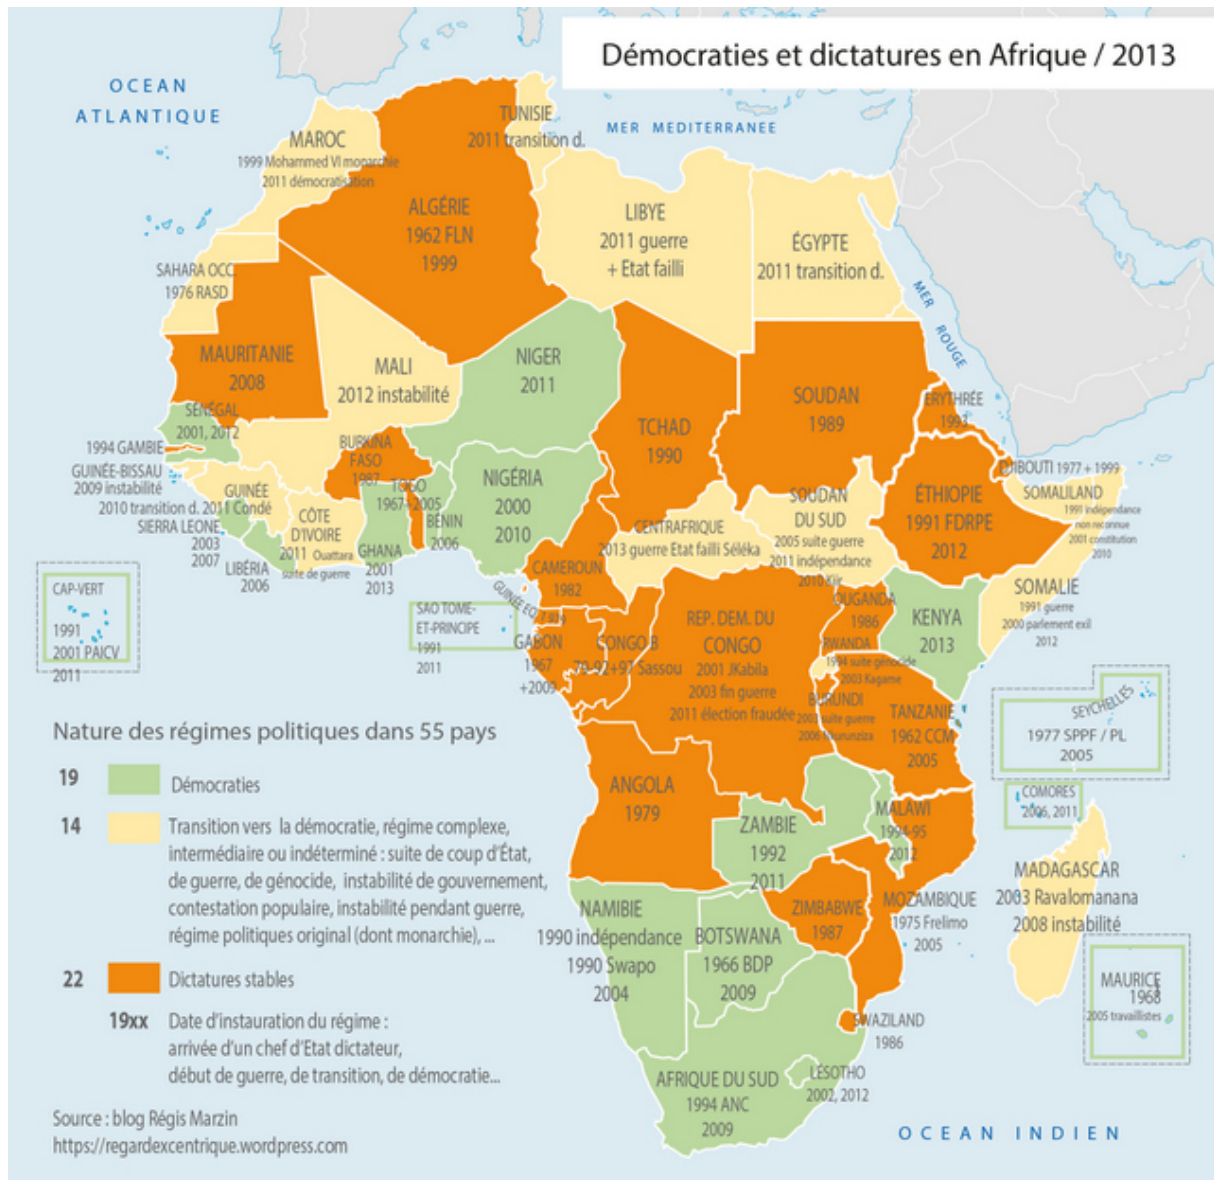 Démocraties et dictatures en Afrique / 2013
OCEAN
ATLANTIQUE
MER MEDITERRANEE
MER ROUGE
TUNISIE
2011 transition d.
MAROC
1999 Mohammed VI monarchie
2011 démocratisation
ALGÉRIE
1962 FLN
1999
LIBYE
2011 guerre
+ Etat failli
ÉGYPTE
2011 transition d.
SAHARA OCC.
1976 RASD
MAURITANIE
2008
MALI
2012 instabilité
NIGER
2011
TCHAD
1990
SOUDAN
1989
ERYTHRÉE
1993
SÉNÉGAL
2001, 2012
1994 GAMBIE
GUINÉE-BISSAU
2009 instabilité
GUINÉE
2010 transition d. 2011 Condé
SIERRA LEONE
2003
2007
LIBÉRIA
2006
CÔTE
D'IVOIRE
2011 Ouattara
suite de guerre
BURKINA
FASO
1987
GHANA
2001
2013
TOGO
1967+2005
BÉNIN
2006
NIGÉRIA
2000
2010
CAMEROUN
1982
CENTRAFRIQUE
2013 guerre Etat failli Séléka
SOUDAN
DU SUD
2005 suite guerre
2011 indépendance
2010 Kiir
ÉTHIOPIE
1991 FDRPE
2012
DJIBOUTI 1977 + 1999
SOMALILAND
1991 indépendance
non reconnue
2001 constitution
2010
SOMALIE
1991 guerre
2000 parlement exil
2012
CAP-VERT
1991
2001 PAICV
2011
SAO TOME-
ET-PRINCIPE
1991
2011
GUINÉE EQ.
GABON
1967
+2009
CONGO B
79-92+97 Sassou
REP. DEM. DU
CONGO
2001 JKabila
2003 fin guerre
2011 élection fraudée
OUGANDA
1986
RWANDA
1994 suite génocide
2003 Kagame
BURUNDI
2003 suite guerre
2006 Nkurunziza
KENYA
2013
TANZANIE
1962 CCM
2005
SEYCHELLES
1977 SPPF / PL
2005
COMORES
2006, 2011
ANGOLA
1979
ZAMBIE
1992
2011
MALAWI
1994-95
2012
MOZAMBIQUE
1975 Frelimo
2005
ZIMBABWE
1987
MADAGASCAR
2003 Ravalomanana
2008 instabilité
MAURICE
1968
2005 travaillistes
NAMIBIE
1990 indépendance
1990 Swapo
2004
BOTSWANA
1966 BDP
2009
SWAZILAND
1986
LÉSOTHO
2002, 2012
AFRIQUE DU SUD
1994 ANC
2009
OCEAN INDIEN
Nature des régimes politiques dans 55 pays
19 Démocraties
14 Transition vers la démocratie, régime complexe,
intermédiaire ou indéterminé : suite de coup d'État,
de guerre, de génocide, instabilité de gouvernement,
contestation populaire, instabilité pendant guerre,
régime politiques original (dont monarchie), ...
22 Dictatures stables
19xx Date d'instauration du régime :
arrivée d'un chef d'Etat dictateur,
début de guerre, de transition, de démocratie...
Source : blog Régis Marzin
https://regardexcentrique.wordpress.com